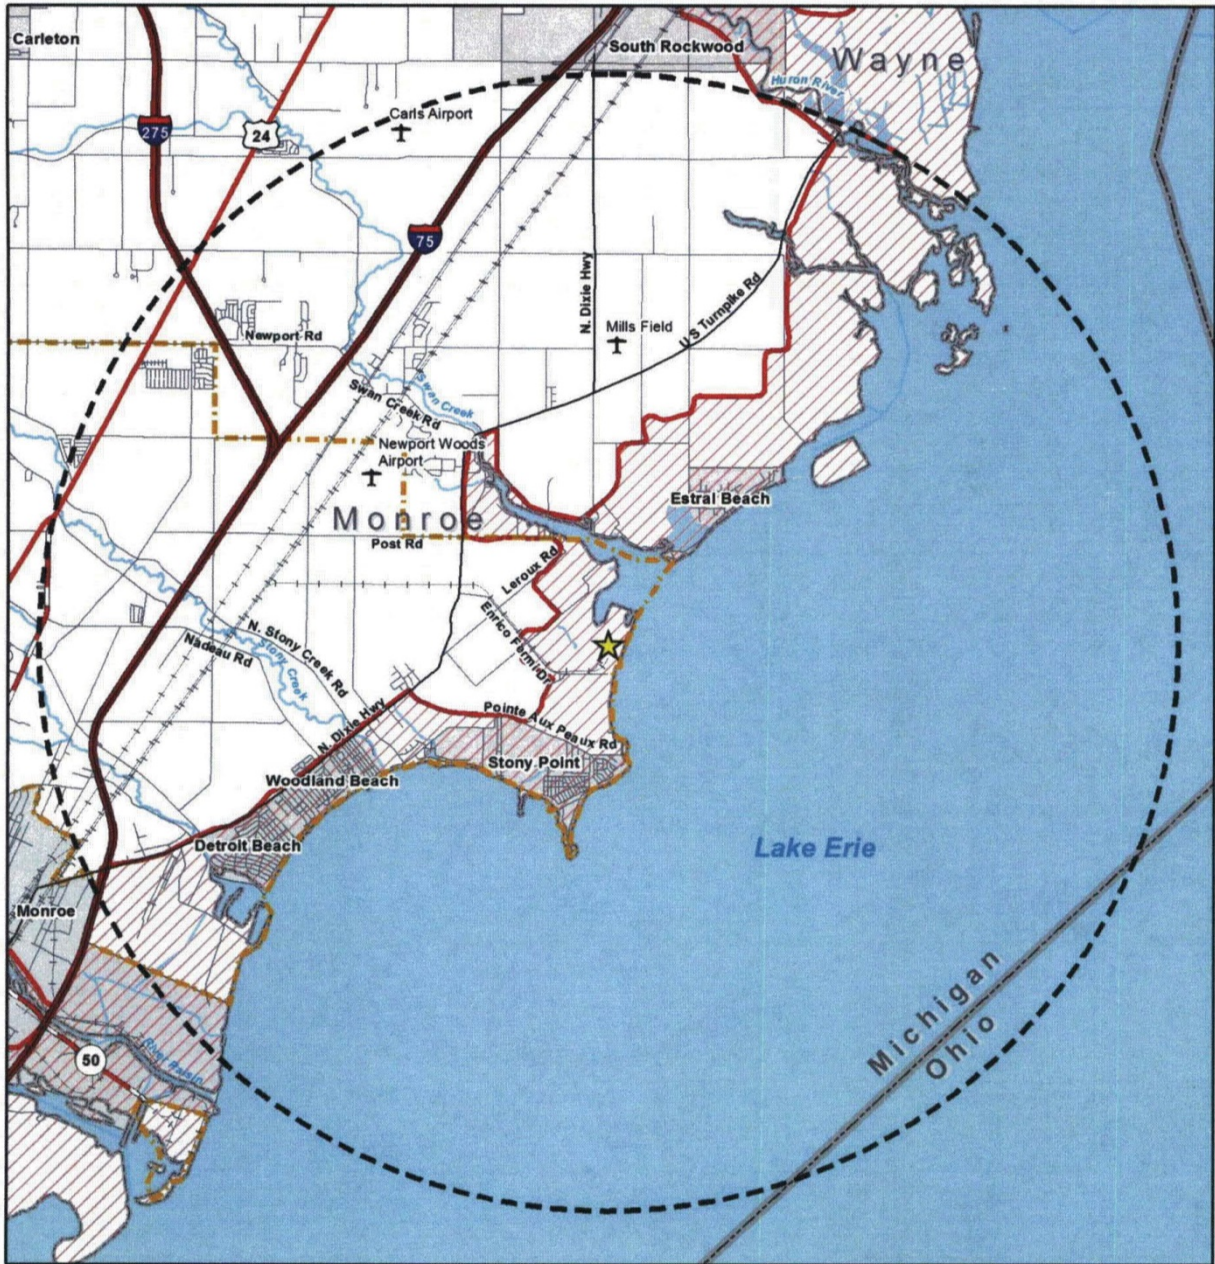 Carleton
South Rockwood
Wayne
Huron River
Carls Airport
275
24
75
N. Dixie Hwy
Mills Field
U S Turnpike Rd
Newport Rd
Swan Creek
Swan Creek Rd
Newport Woods
Airport
Monroe
Post Rd
Estral Beach
Leroux Rd
Enrico Fermi Dr
N. Stony Creek Rd
Stony Creek
Nadeau Rd
N. Dixie Hwy
Pointe Aux Peaux Rd
Stony Point
Woodland Beach
Detroit Beach
Lake Erie
Monroe
Michigan
Ohio
50
River Raisin